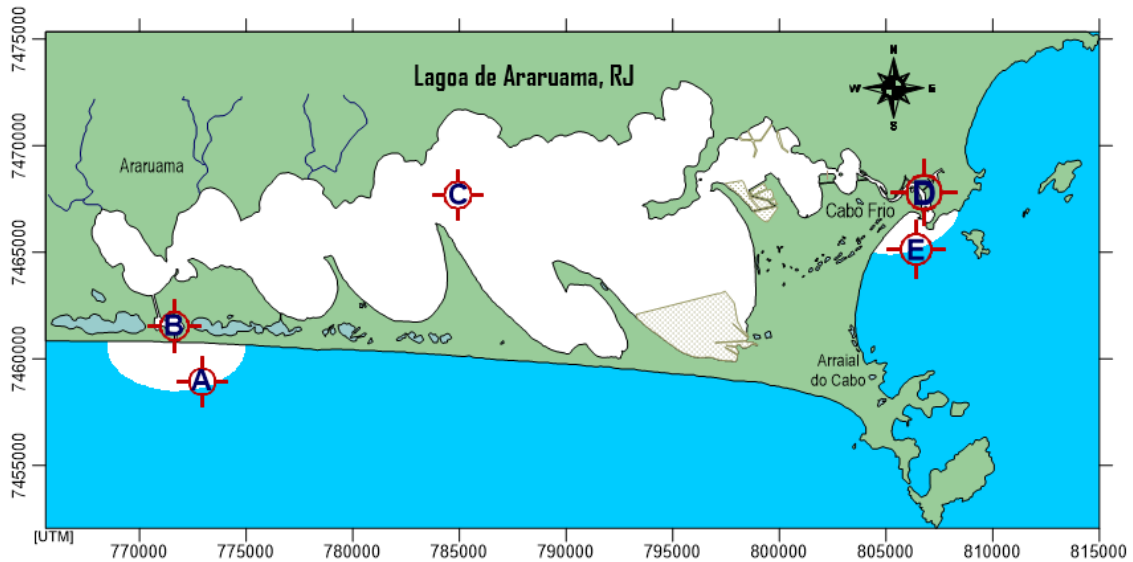 7475000
7470000
7465000
7460000
7455000
Lagoa de Araruama, RJ
N
W
E
S
Araruama
C
D
Cabo Frio
E
B
A
Arraial
do Cabo
[UTM]
770000
775000
780000
785000
790000
795000
800000
805000
810000
815000